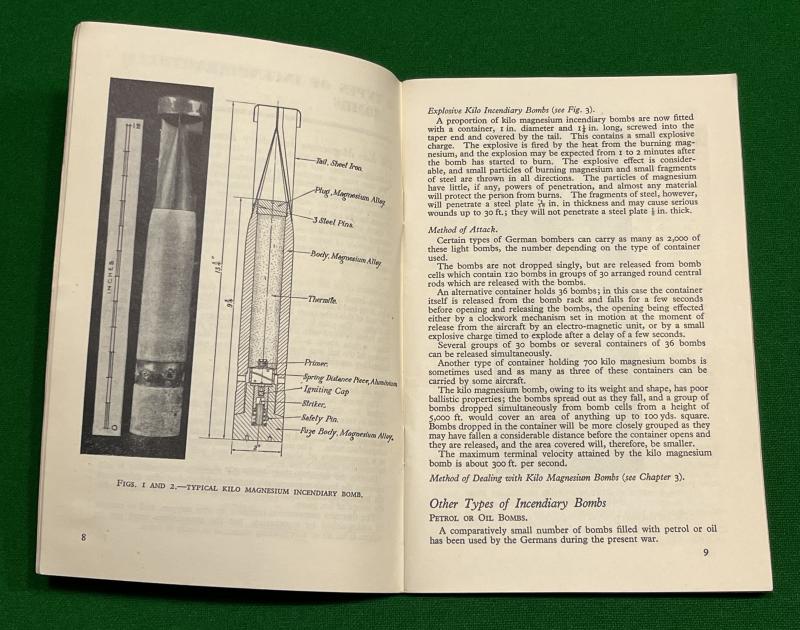 INCHES
13 5/8"
9 3/8
2"
Tail, Sheet Iron.
Plug, Magnesium Alloy
3 Steel Pins.
Body, Magnesium Alloy
Thermite.
Primer.
Spring Distance Piece, Aluminium
Igniting Cap
Striker.
Safety Pin.
Fuze Body, Magnesium Alloy.
FIGS. 1 AND 2.—TYPICAL KILO MAGNESIUM INCENDIARY BOMB.
8
Explosive Kilo Incendiary Bombs (see Fig. 3).
A proportion of kilo magnesium incendiary bombs are now fitted
with a container, 1 in. diameter and 1½ in. long, screwed into the
taper end and covered by the tail. This contains a small explosive
charge. The explosive is fired by the heat from the burning mag-
nesium, and the explosion may be expected from 1 to 2 minutes after
the bomb has started to burn. The explosive effect is consider-
able, and small particles of burning magnesium and small fragments
of steel are thrown in all directions. The particles of magnesium
have little, if any, powers of penetration, and almost any material
will protect the person from burns. The fragments of steel, however,
will penetrate a steel plate in. in thickness and may cause serious
wounds up to 30 ft.; they will not penetrate a steel plate in. thick.
Method of Attack.
Certain types of German bombers can carry as many as 2,000 of
these light bombs, the number depending on the type of container
used.
The bombs are not dropped singly, but are released from bomb
cells which contain 120 bombs in groups of 30 arranged round central
rods which are released with the bombs.
An alternative container holds 36 bombs; in this case the container
itself is released from the bomb rack and falls for a few seconds
before opening and releasing the bombs, the opening being effected
either by a clockwork mechanism set in motion at the moment of
release from the aircraft by an electro-magnetic unit, or by a small
explosive charge timed to explode after a delay of a few seconds.
Several groups of 30 bombs or several containers of 36 bombs
can be released simultaneously.
Another type of container holding 700 kilo magnesium bombs is
sometimes used and as many as three of these containers can be
carried by some aircraft.
The kilo magnesium bomb, owing to its weight and shape, has poor
ballistic properties; the bombs spread out as they fall, and a group of
bombs dropped simultaneously from bomb cells from a height of
5,000 ft. would cover an area of anything up to 100 yds. square.
Bombs dropped in the container will be more closely grouped as they
may have fallen a considerable distance before the container opens and
they are released, and the area covered will, therefore, be smaller.
The maximum terminal velocity attained by the kilo magnesium
bomb is about 300 ft. per second.
Method of Dealing with Kilo Magnesium Bombs (see Chapter 3).
Other Types of Incendiary Bombs
PETROL OR OIL BOMBS.
A comparatively small number of bombs filled with petrol or oil
has been used by the Germans during the present war.
9